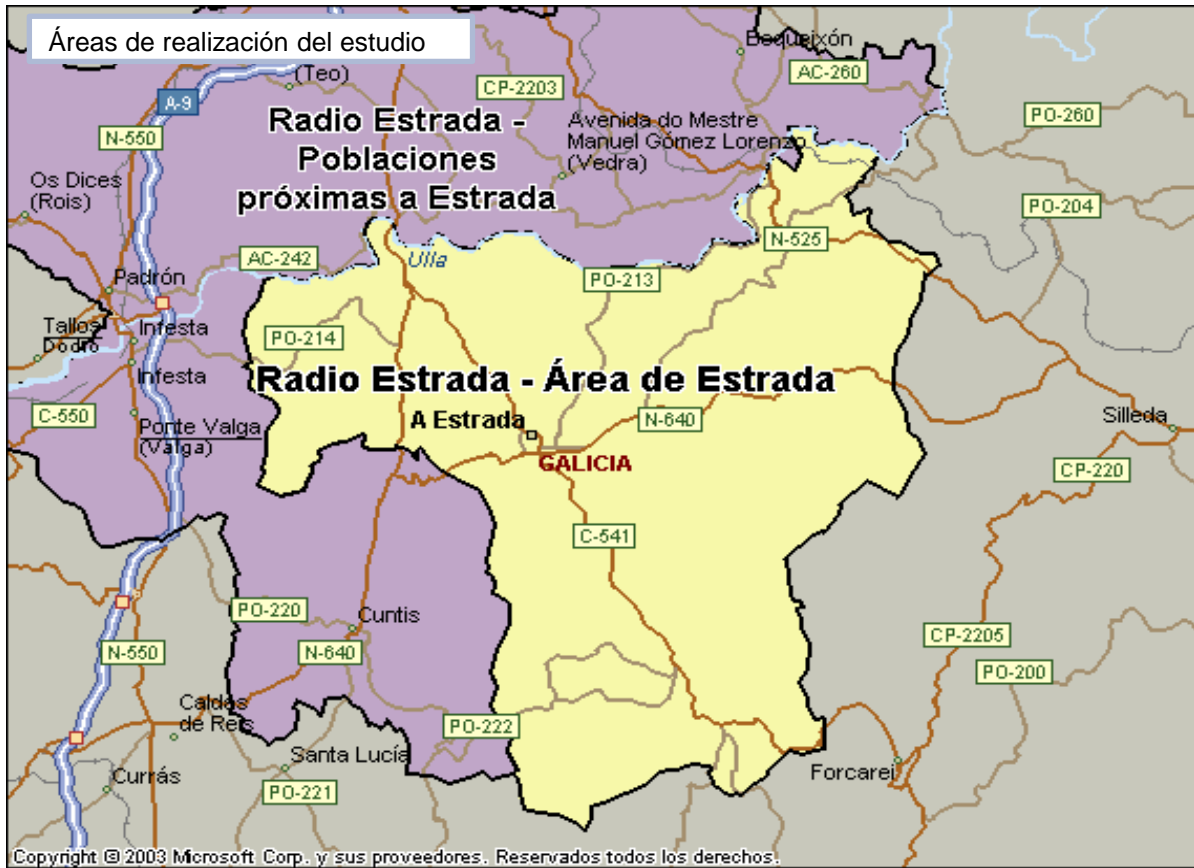 Áreas de realización del estudio
Boqueixón
(Teo)
AC-260
A-9
CP-2203
PO-260
N-550
Radio Estrada -
Poblaciones
próximas a Estrada
Avenida do Mestre
Manuel Gómez Lorenzo
(Vedra)
Os Dices
(Rois)
PO-204
N-525
AC-242
Ulla
PO-213
Padrón
Infesta
Tallos
Dodro
PO-214
Infesta
Radio Estrada - Área de Estrada
C-550
A Estrada
N-640
Silleda
Ponte Valga
(Valga)
GALICIA
CP-220
C-541
PO-220
Cuntis
CP-2205
N-550
N-640
PO-200
Caldas
de Reis
PO-222
Santa Lucía
Forcarei
Currás
PO-221
Copyright © 2003 Microsoft Corp. y sus proveedores. Reservados todos los derechos.